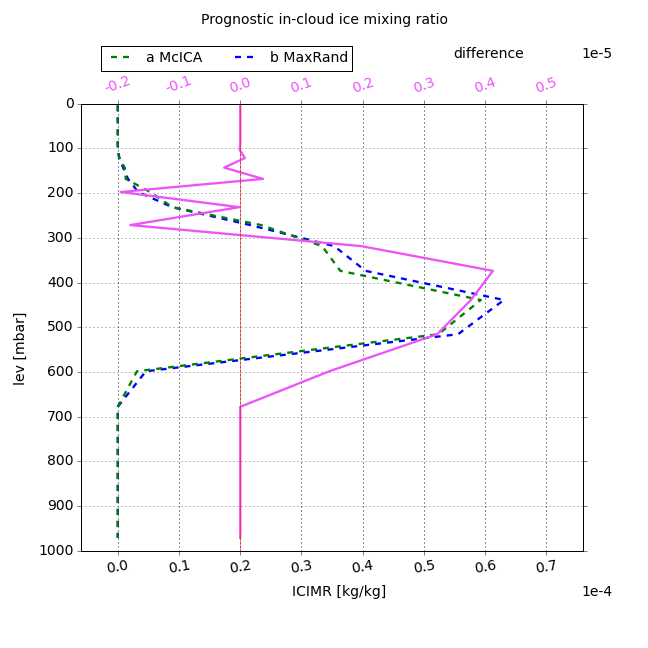 Prognostic in-cloud ice mixing ratio
a McICA b MaxRand difference 1e-5
-0.2 -0.1 0.0 0.1 0.2 0.3 0.4 0.5
0
100
200
300
400
500
600
700
800
900
1000
lev [mbar]
0.0 0.1 0.2 0.3 0.4 0.5 0.6 0.7
ICIMR [kg/kg] 1e-4